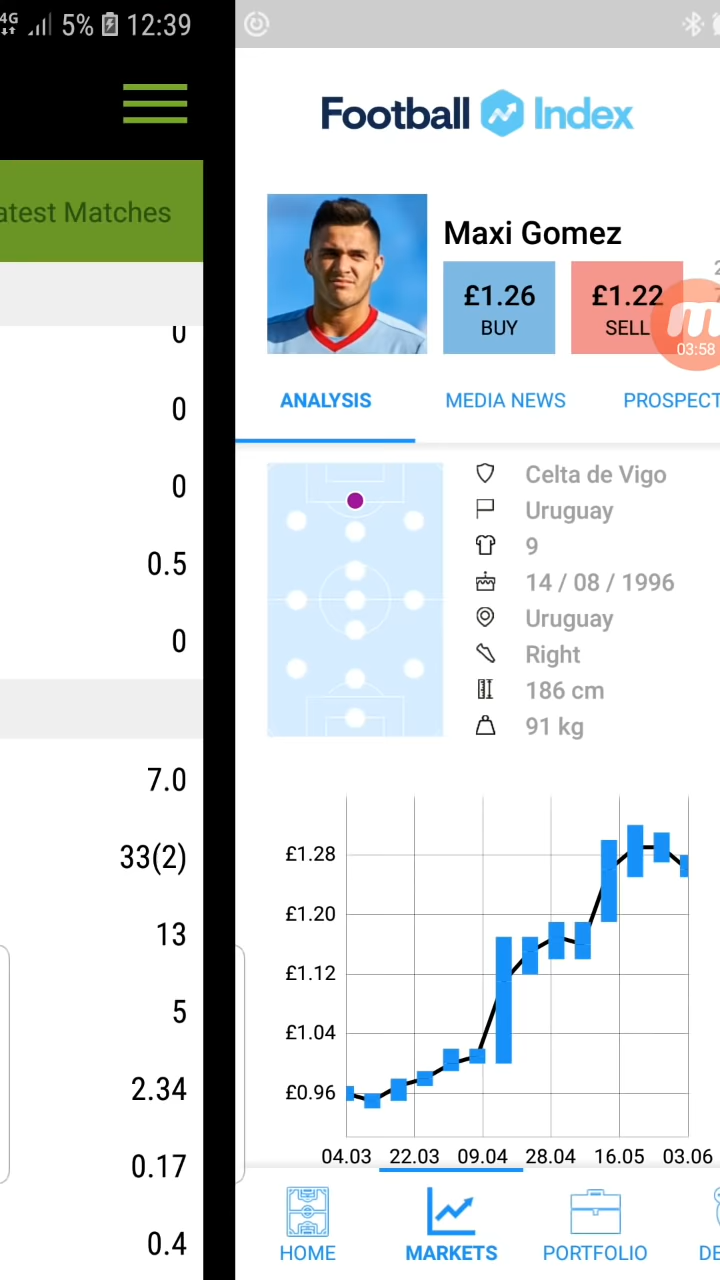 4G 5% 12:39
atest Matches
0
0
0
0.5
0
7.0
33(2)
13
5
2.34
0.17
0.4
Football Index
Maxi Gomez
£1.26 £1.22
BUY SELL
03:58
ANALYSIS MEDIA NEWS PROSPECT
Celta de Vigo
Uruguay
9
14 / 08 / 1996
Uruguay
Right
186 cm
91 kg
£1.28
£1.20
£1.12
£1.04
£0.96
04.03 22.03 09.04 28.04 16.05 03.06
HOME MARKETS PORTFOLIO DE